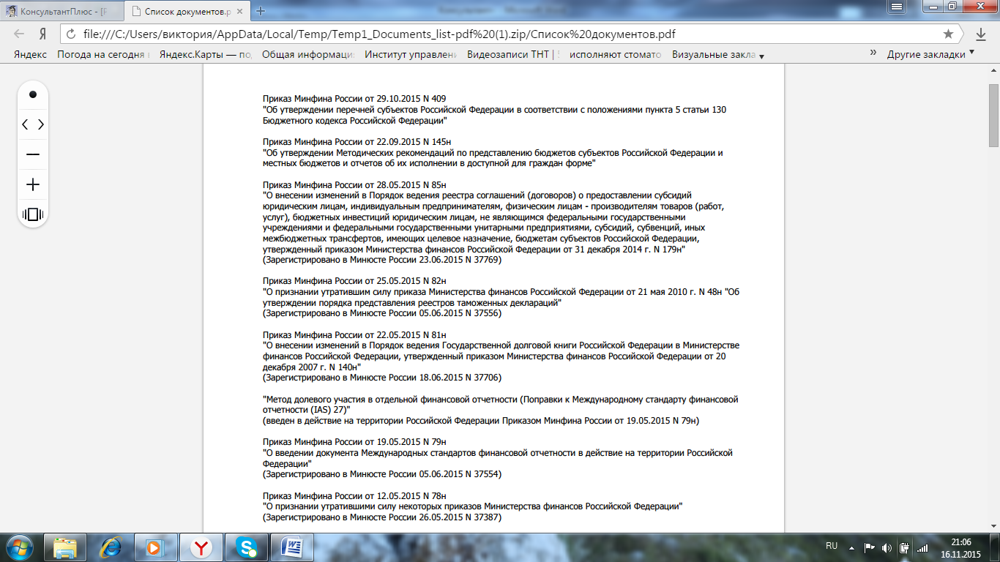 КонсультантПлюс - [Р
Список документов.p
file:///C:/Users/виктория/AppData/Local/Temp/Temp1_Documents_list-pdf%20(1).zip/Список%20документов.pdf
Яндекс Погода на сегодня Яндекс.Карты — по Общая информаци Институт управлен Видеозаписи ТНТ | исполняют стомато Визуальные закла » Другие закладки
Приказ Минфина России от 29.10.2015 N 409
"Об утверждении перечней субъектов Российской Федерации в соответствии с положениями пункта 5 статьи 130
Бюджетного кодекса Российской Федерации"
Приказ Минфина России от 22.09.2015 N 145н
"Об утверждении Методических рекомендаций по представлению бюджетов субъектов Российской Федерации и
местных бюджетов и отчетов об их исполнении в доступной для граждан форме"
Приказ Минфина России от 28.05.2015 N 85н
"О внесении изменений в Порядок ведения реестра соглашений (договоров) о предоставлении субсидий
юридическим лицам, индивидуальным предпринимателям, физическим лицам - производителям товаров (работ,
услуг), бюджетных инвестиций юридическим лицам, не являющимся федеральными государственными
учреждениями и федеральными государственными унитарными предприятиями, субсидий, субвенций, иных
межбюджетных трансфертов, имеющих целевое назначение, бюджетам субъектов Российской Федерации,
утвержденный приказом Министерства финансов Российской Федерации от 31 декабря 2014 г. N 179н"
(Зарегистрировано в Минюсте России 23.06.2015 N 37769)
Приказ Минфина России от 25.05.2015 N 82н
"О признании утратившим силу приказа Министерства финансов Российской Федерации от 21 мая 2010 г. N 48н "Об
утверждении порядка представления реестров таможенных деклараций"
(Зарегистрировано в Минюсте России 05.06.2015 N 37556)
Приказ Минфина России от 22.05.2015 N 81н
"О внесении изменений в Порядок ведения Государственной долговой книги Российской Федерации в Министерстве
финансов Российской Федерации, утвержденный приказом Министерства финансов Российской Федерации от 20
декабря 2007 г. N 140н"
(Зарегистрировано в Минюсте России 18.06.2015 N 37706)
"Метод долевого участия в отдельной финансовой отчетности (Поправки к Международному стандарту финансовой
отчетности (IAS) 27)"
(введен в действие на территории Российской Федерации Приказом Минфина России от 19.05.2015 N 79н)
Приказ Минфина России от 19.05.2015 N 79н
"О введении документа Международных стандартов финансовой отчетности в действие на территории Российской
Федерации"
(Зарегистрировано в Минюсте России 05.06.2015 N 37554)
Приказ Минфина России от 12.05.2015 N 78н
"О признании утратившими силу некоторых приказов Министерства финансов Российской Федерации"
(Зарегистрировано в Минюсте России 26.05.2015 N 37387)
RU
21:06
16.11.2015